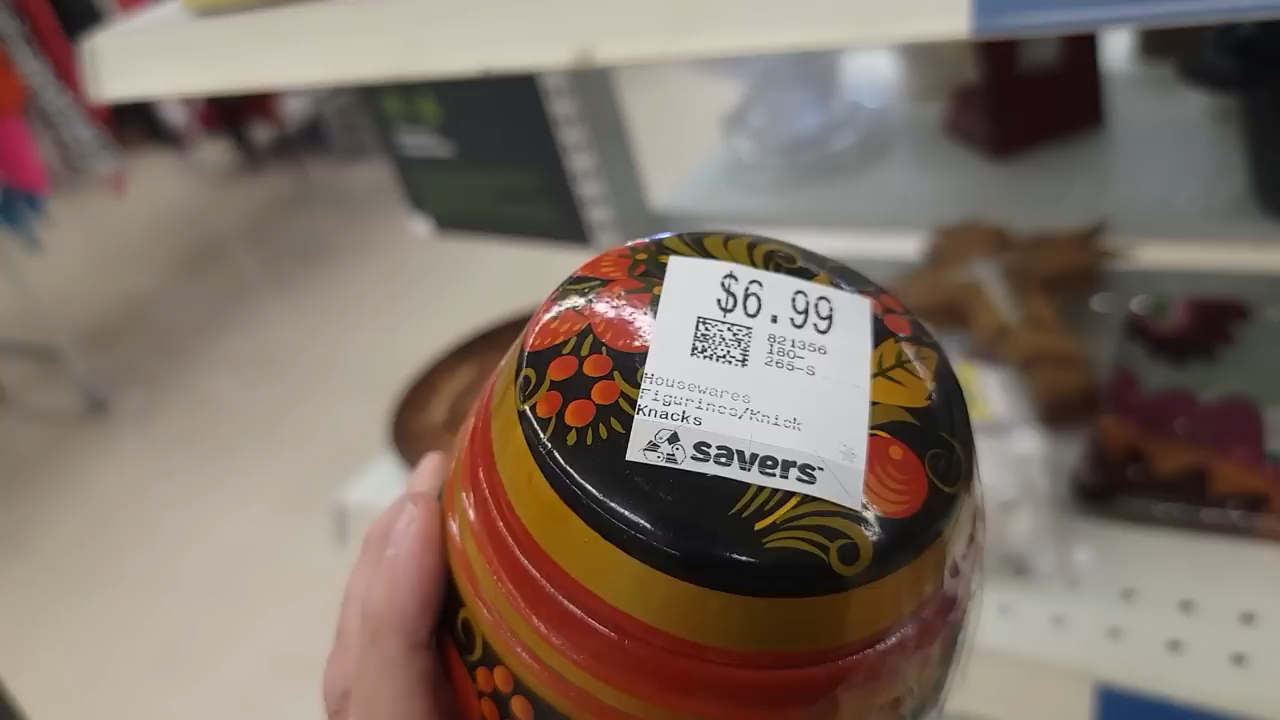 $6.99
821356
180-
265-S
Housewares
Figurines/Knick
Knacks
savers